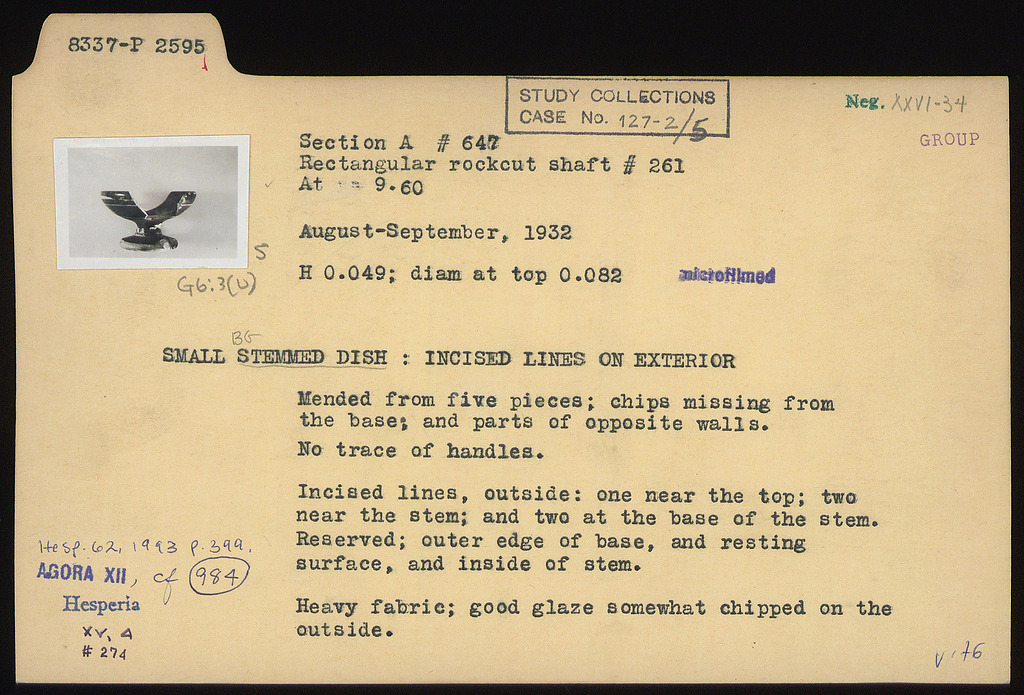 8337-P 2595
STUDY COLLECTIONS
CASE No. 127-2/5
Neg. XXVI-34
GROUP
Section A # 647
Rectangular rockcut shaft # 261
At 9.60
August-September, 1932
H 0.049; diam at top 0.082
microfilmed
5
G6:3(U)
BG
SMALL STEMMED DISH : INCISED LINES ON EXTERIOR
Mended from five pieces; chips missing from
the base; and parts of opposite walls.
No trace of handles.
Incised lines, outside: one near the top; two
near the stem; and two at the base of the stem.
Reserved; outer edge of base, and resting
surface, and inside of stem.
Heavy fabric; good glaze somewhat chipped on the
outside.
Hesp. 62, 1993 p. 399.
AGORA XII, cf 984
Hesperia
XV, 4
# 274